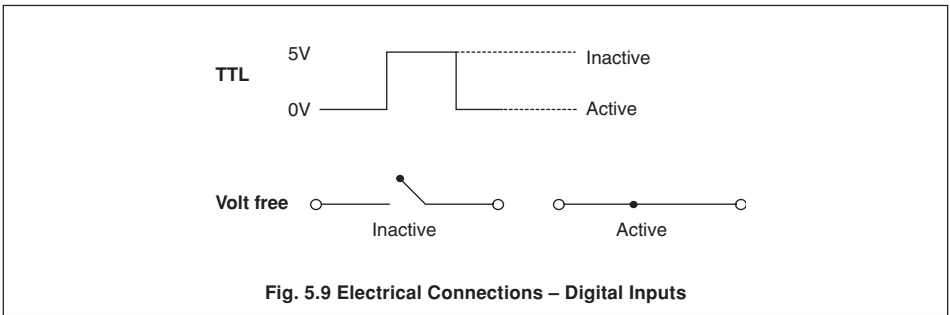 5V
Inactive
TTL
0V
Active
Volt free
Inactive
Active
Fig. 5.9 Electrical Connections – Digital Inputs